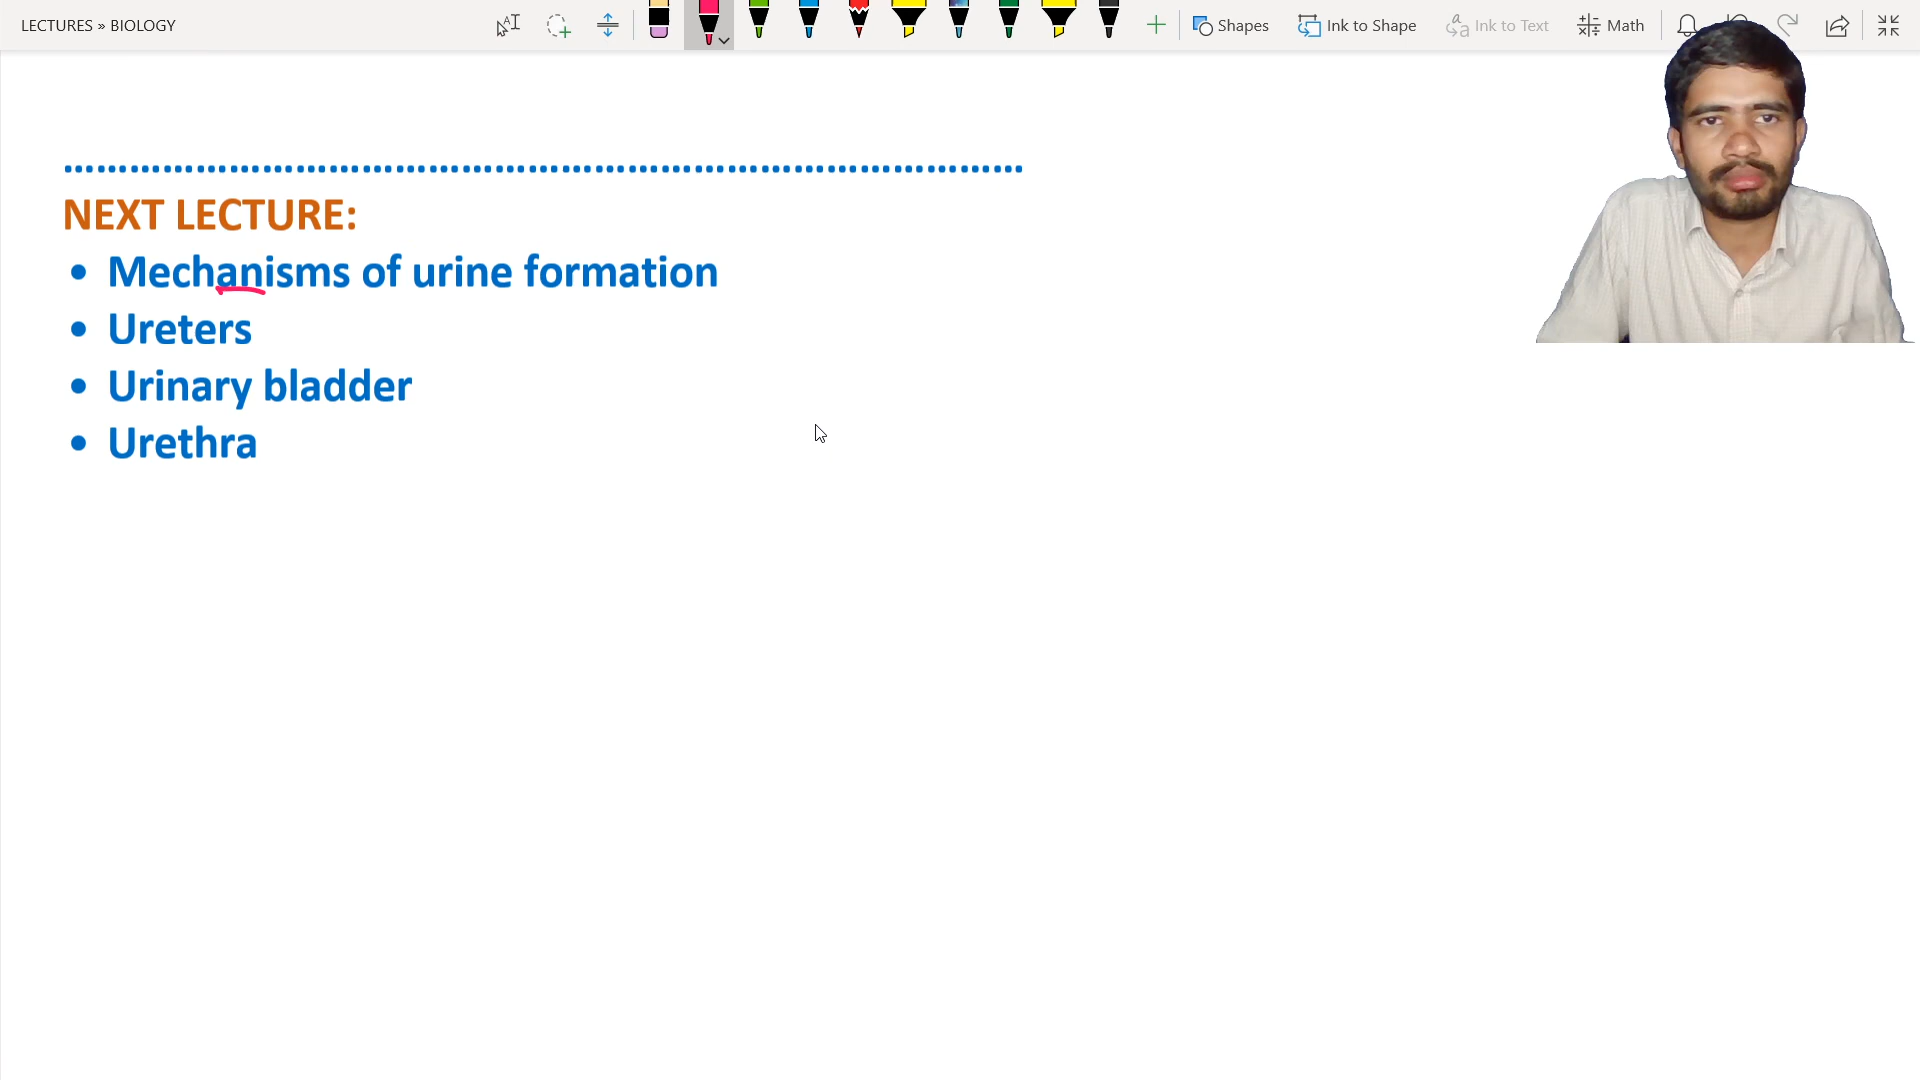 LECTURES » BIOLOGY
Shapes
Ink to Shape
Ink to Text
Math
NEXT LECTURE:
• Mechanisms of urine formation
• Ureters
• Urinary bladder
• Urethra